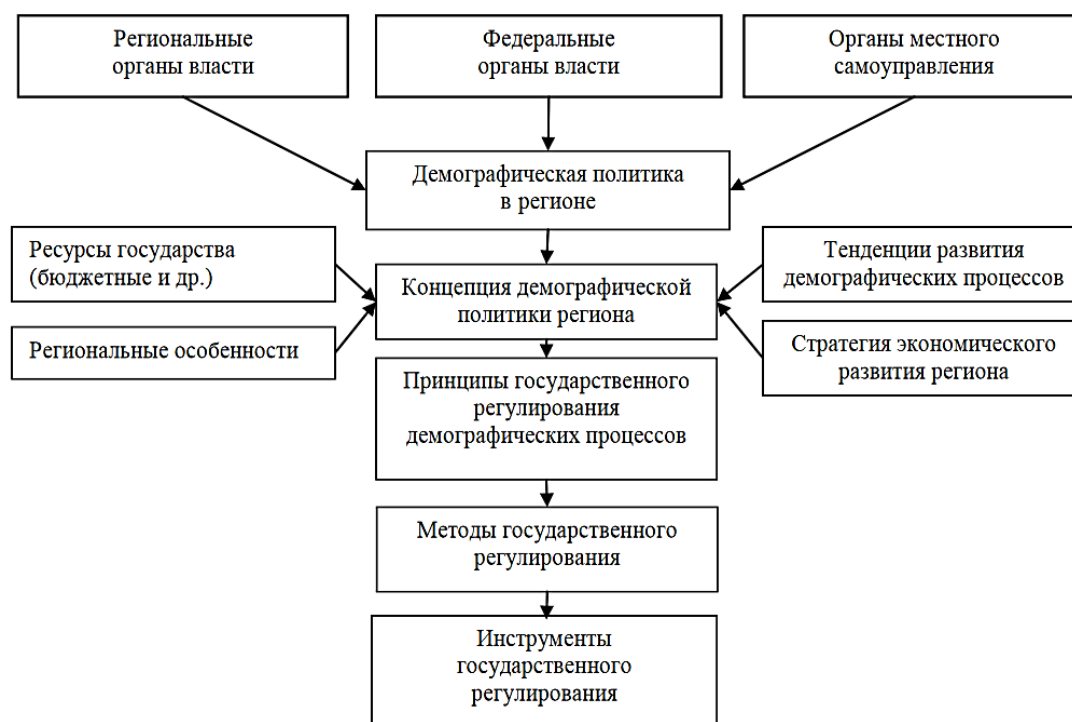 Региональные
органы власти
Федеральные
органы власти
Органы местного
самоуправления
Демографическая политика
в регионе
Ресурсы государства
(бюджетные и др.)
Концепция демографической
политики региона
Тенденции развития
демографических процессов
Региональные особенности
Стратегия экономического
развития региона
Принципы государственного
регулирования
демографических процессов
Методы государственного
регулирования
Инструменты
государственного
регулирования